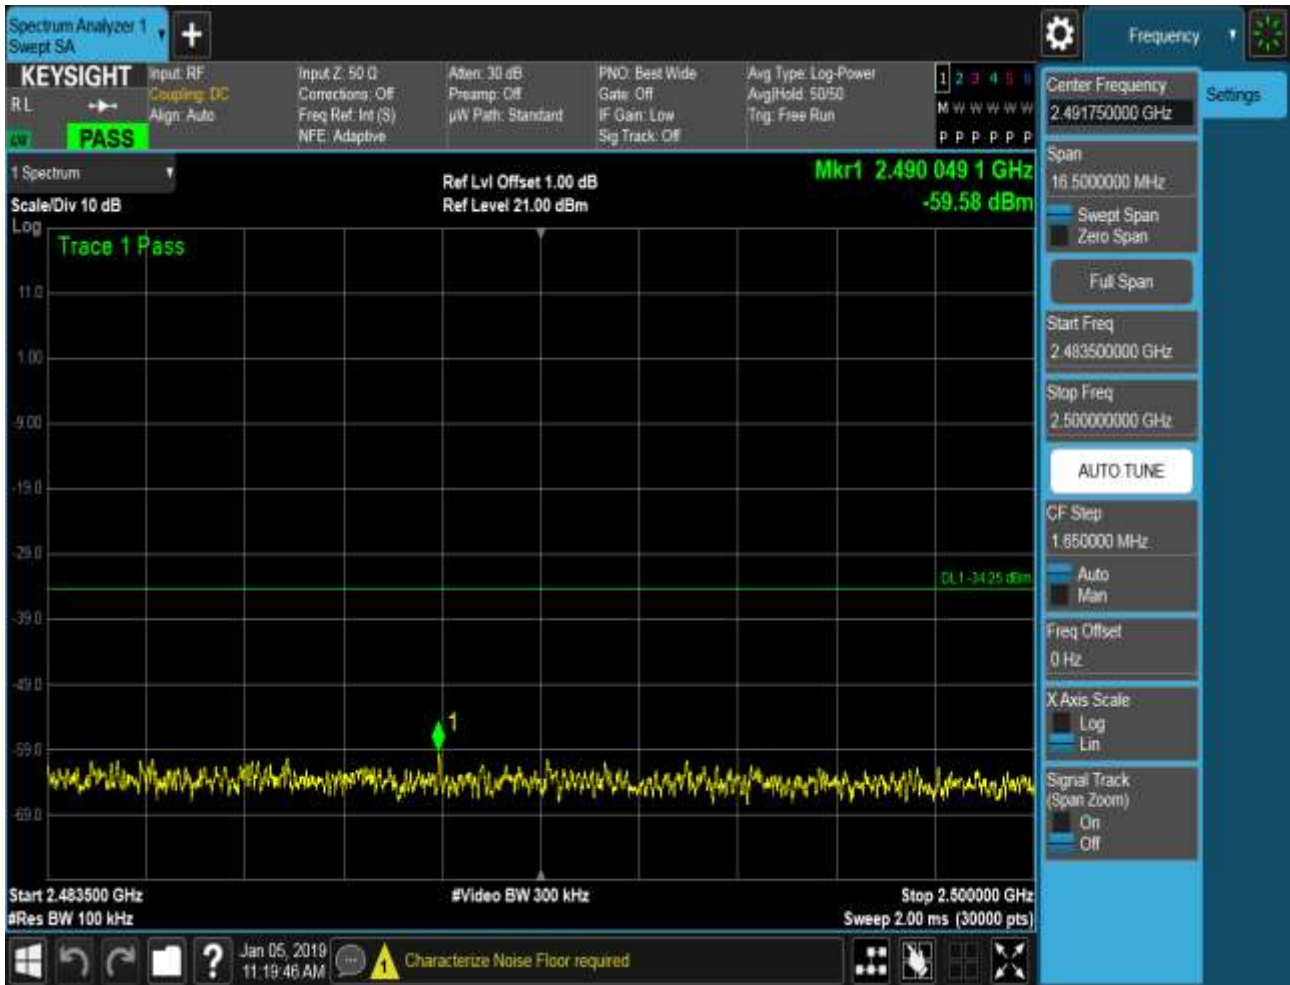 Spectrum Analyzer 1
Swept SA
Frequency
KEYSIGHT
Input: RF
Coupling: DC
Align: Auto
Input Z: 50 Ω
Corrections: Off
Freq Ref: Int (S)
NFE: Adaptive
Atten: 30 dB
Preamp: Off
µW Path: Standard
PNO: Best Wide
Gate: Off
IF Gain: Low
Sig Track: Off
Avg Type: Log-Power
Avg|Hold: 50/50
Trig: Free Run
1 2 3 4 5 6
M W W W W W
P P P P P P
R L
PASS
Center Frequency
2.491750000 GHz
Settings
1 Spectrum
Ref Lvl Offset 1.00 dB
Mkr1 2.490 049 1 GHz
Scale/Div 10 dB
Ref Level 21.00 dBm
-59.58 dBm
Log
Trace 1 Pass
11.0
1.00
-9.00
-19.0
-29.0
DL1 -34.25 dBm
-39.0
-49.0
1
-59.0
-69.0
Span
16.5000000 MHz
Swept Span
Zero Span
Full Span
Start Freq
2.483500000 GHz
Stop Freq
2.500000000 GHz
AUTO TUNE
CF Step
1.650000 MHz
Auto
Man
Freq Offset
0 Hz
X Axis Scale
Log
Lin
Signal Track
(Span Zoom)
On
Off
Start 2.483500 GHz
#Video BW 300 kHz
Stop 2.500000 GHz
#Res BW 100 kHz
Sweep 2.00 ms (30000 pts)
?
Jan 05, 2019
11:19:46 AM
1
Characterize Noise Floor required